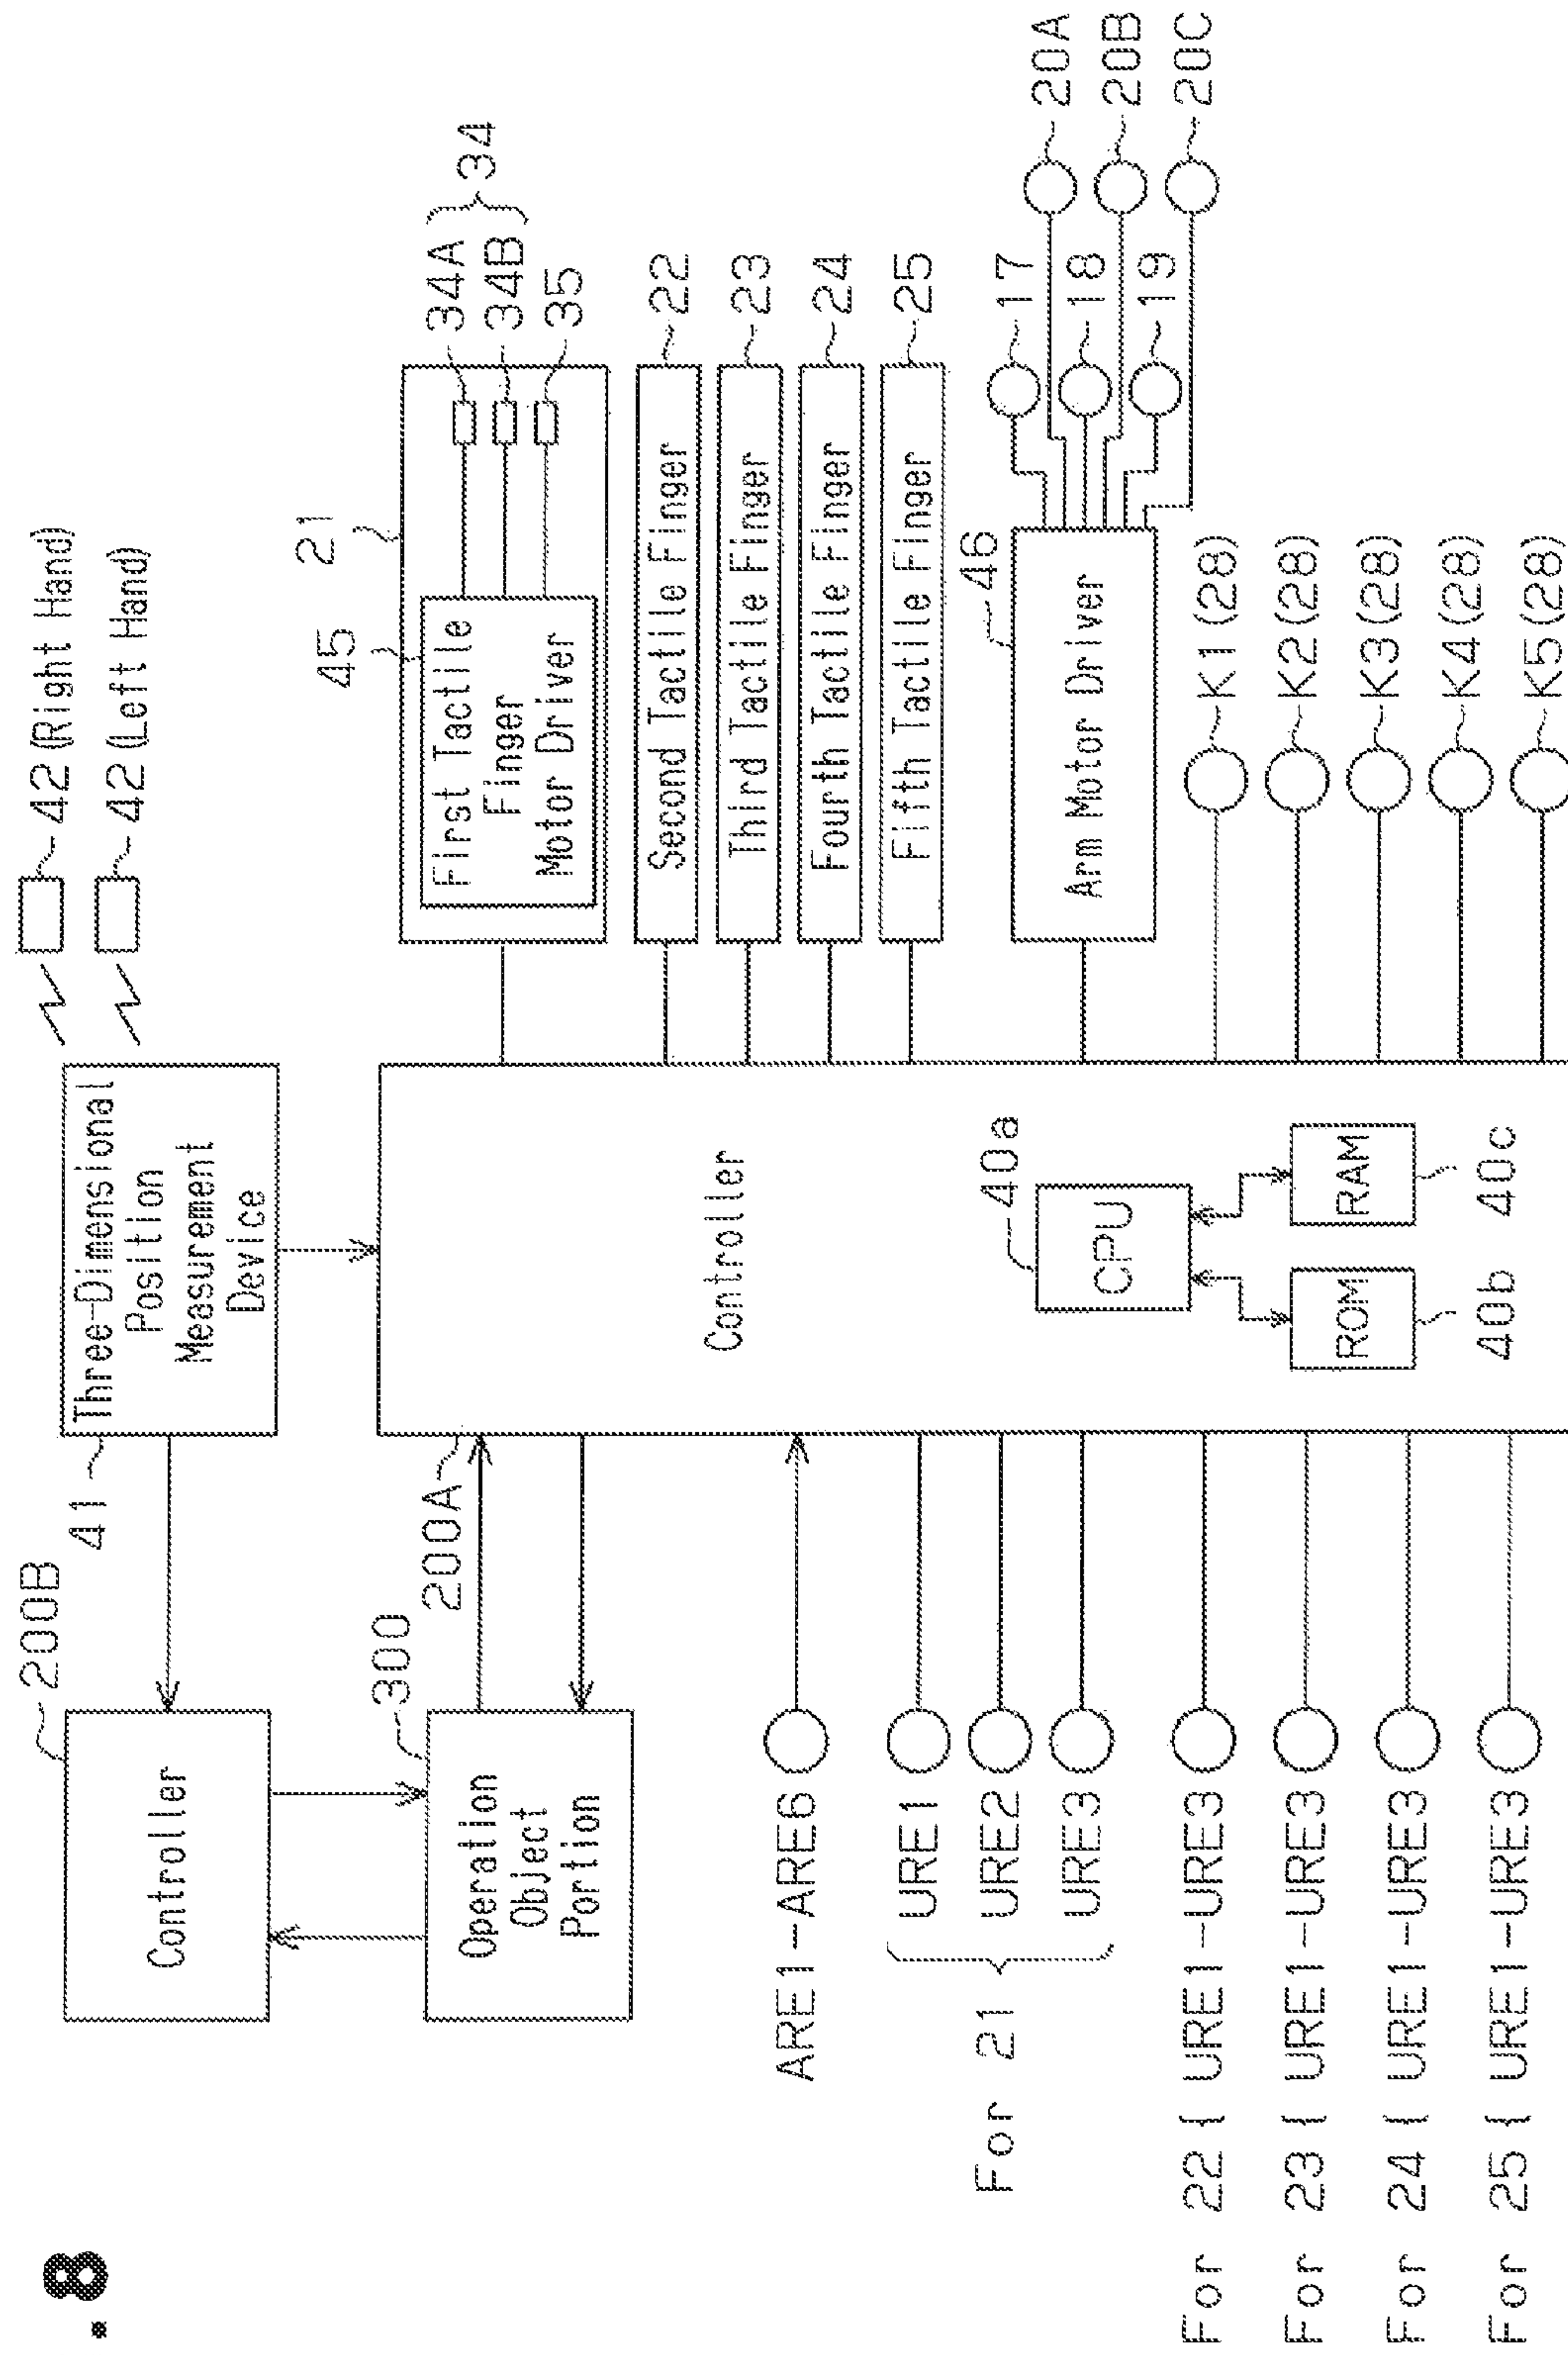 . 8
200B
Controller
41
Three-Dimensional
Position
Measurement
Device
42 (Right Hand)
42 (Left Hand)
300
Operation
Object
Portion
200A
Controller
40a
CPU
ROM
40b
RAM
40c
21
45
First Tactile
Finger
Motor Driver
34A
34B
34
35
Second Tactile Finger
22
Third Tactile Finger
23
Fourth Tactile Finger
24
Fifth Tactile Finger
25
46
Arm Motor Driver
17
18
19
20A
20B
20C
K1 (28)
K2 (28)
K3 (28)
K4 (28)
K5 (28)
ARE1-ARE6
For 21
URE1
URE2
URE3
For 22 { URE1-URE3
For 23 { URE1-URE3
For 24 { URE1-URE3
For 25 { URE1-URE3